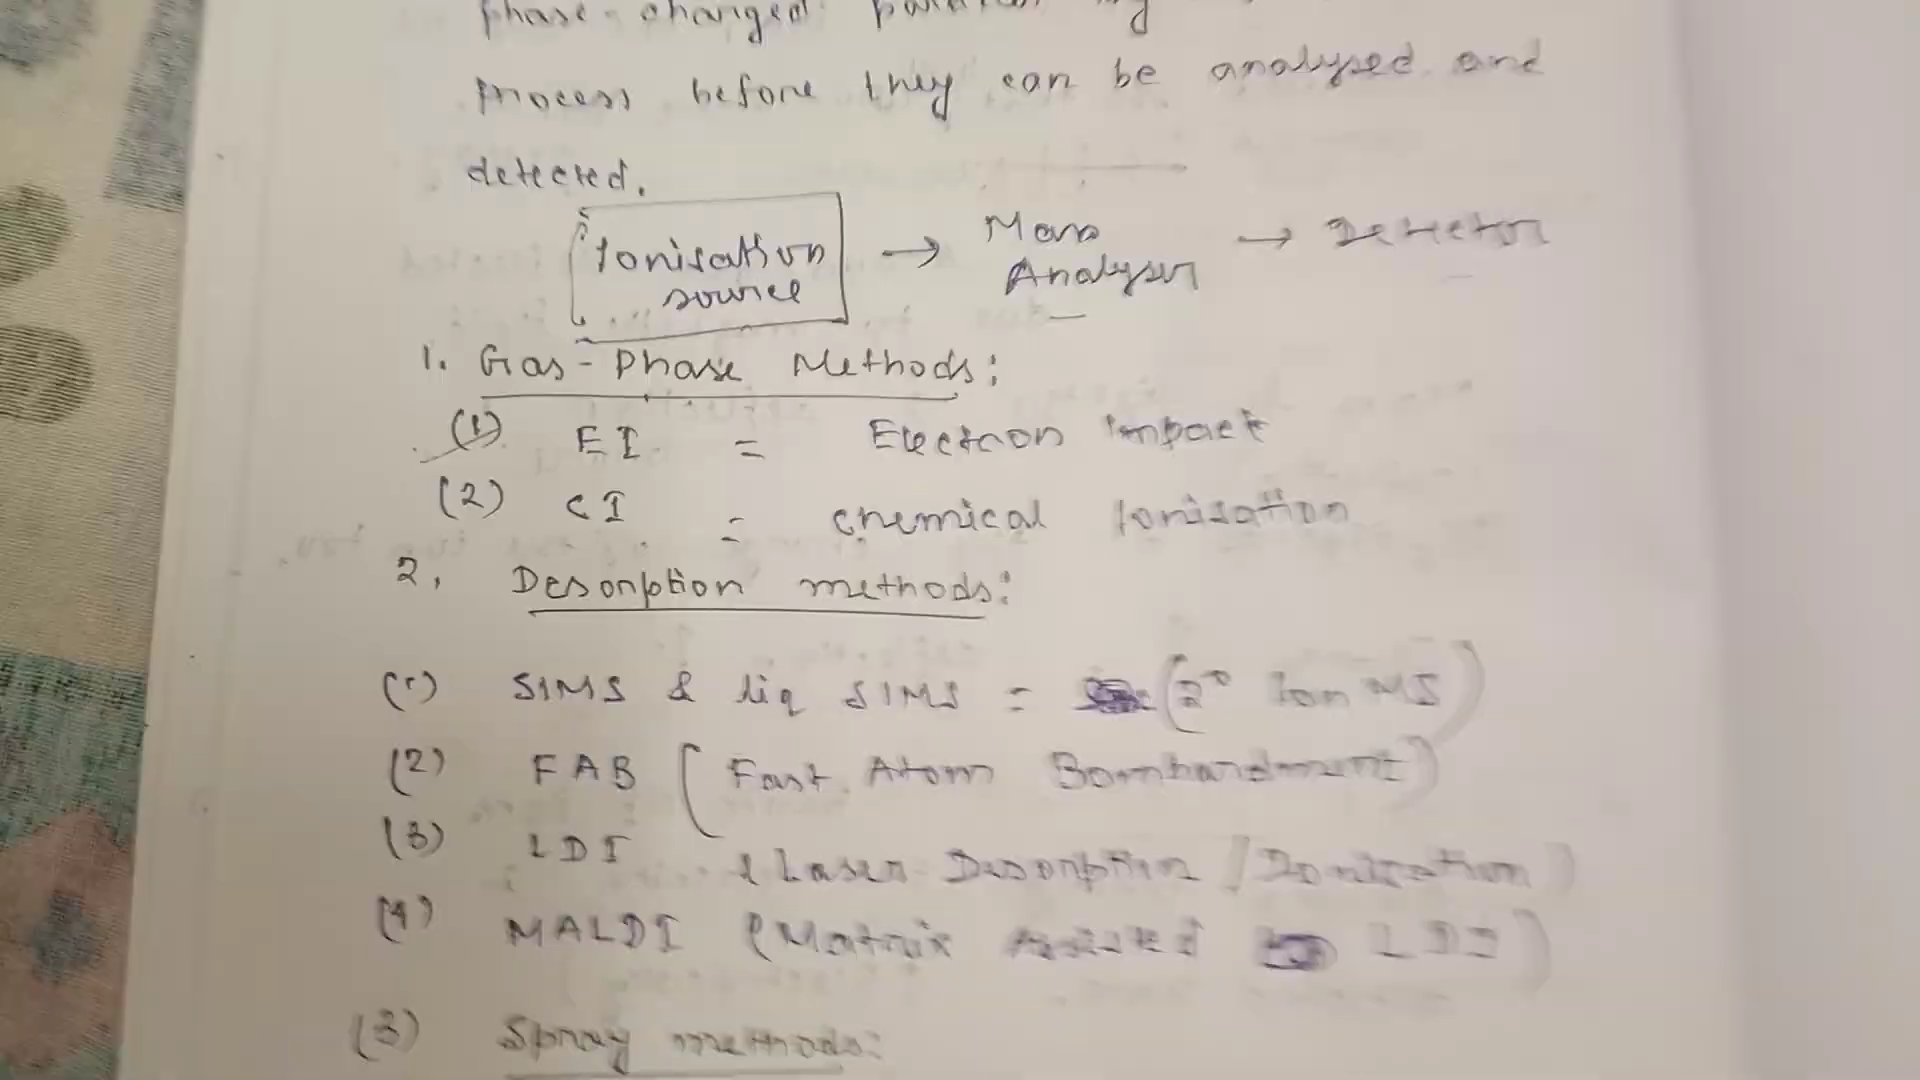 phase-changed
process before they can be analysed and
detected.
Ionisation source → Mass Analyser → Detector
1. Gas-Phase Methods:
(1) EI = Electron impact
(2) CI = chemical Ionisation
2. Desorption methods:
(1) SIMS & liq SIMS = (2° Ion MS)
(2) FAB (Fast Atom Bombardment)
(3) LDI (Laser Desorption / Ionization)
(4) MALDI (Matrix Assisted LDI)
(3) Spray methods: